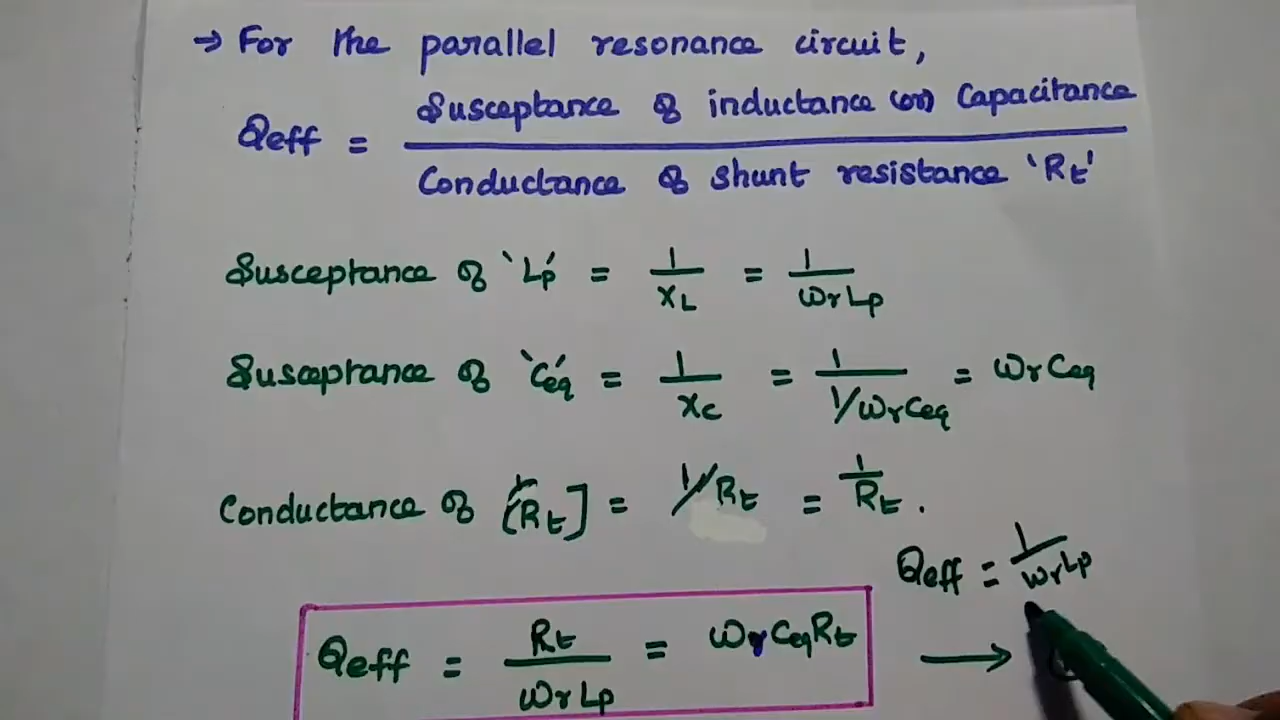 → For the parallel resonance circuit,
Qeff = Susceptance of inductance (or) Capacitance / Conductance of shunt resistance 'Rt'
Susceptance of 'Lp' = 1/XL = 1/ωrLp
Susceptance of 'Ceq' = 1/Xc = 1/(1/ωrCeq) = ωrCeq
Conductance of [Rt] = 1/Rt = 1/Rt.
Qeff = 1/ωrLp
Qeff = Rt/ωrLp = ωrCeqRt →